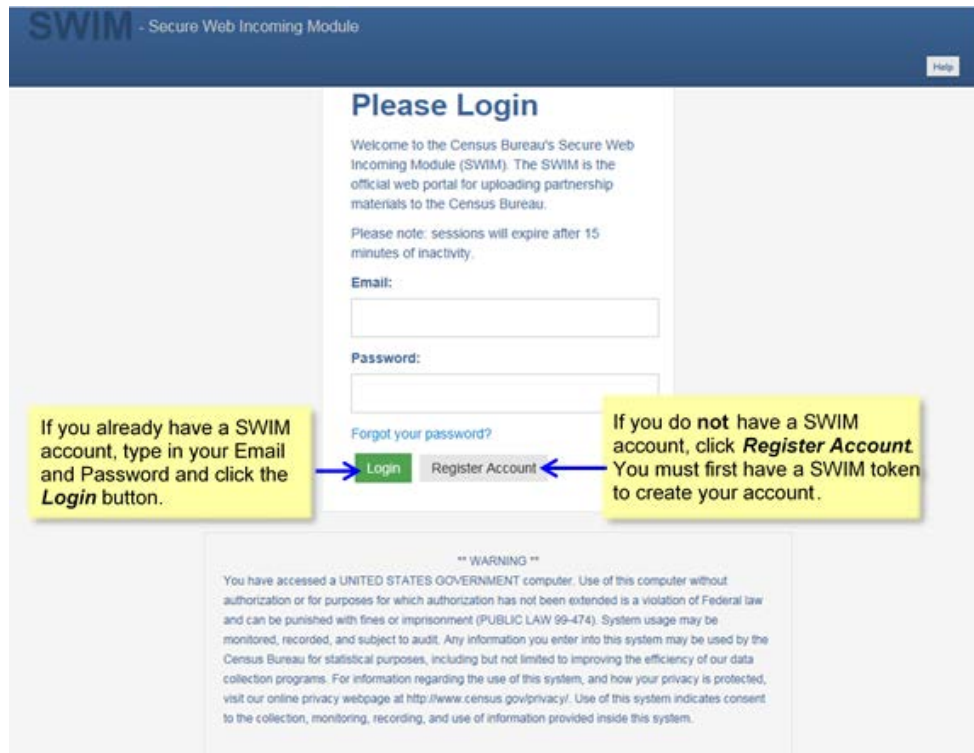 SWIM - Secure Web Incoming Module
Help
Please Login
Welcome to the Census Bureau's Secure Web
Incoming Module (SWIM). The SWIM is the
official web portal for uploading partnership
materials to the Census Bureau.
Please note: sessions will expire after 15
minutes of inactivity.
Email:
Password:
Forgot your password?
Login
Register Account
If you already have a SWIM
account, type in your Email
and Password and click the
Login button.
If you do not have a SWIM
account, click Register Account.
You must first have a SWIM token
to create your account.
** WARNING **
You have accessed a UNITED STATES GOVERNMENT computer. Use of this computer without
authorization or for purposes for which authorization has not been extended is a violation of Federal law
and can be punished with fines or imprisonment (PUBLIC LAW 99-474). System usage may be
monitored, recorded, and subject to audit. Any information you enter into this system may be used by the
Census Bureau for statistical purposes, including but not limited to improving the efficiency of our data
collection programs. For information regarding the use of this system, and how your privacy is protected,
visit our online privacy webpage at http://www.census.gov/privacy/. Use of this system indicates consent
to the collection, monitoring, recording, and use of information provided inside this system.